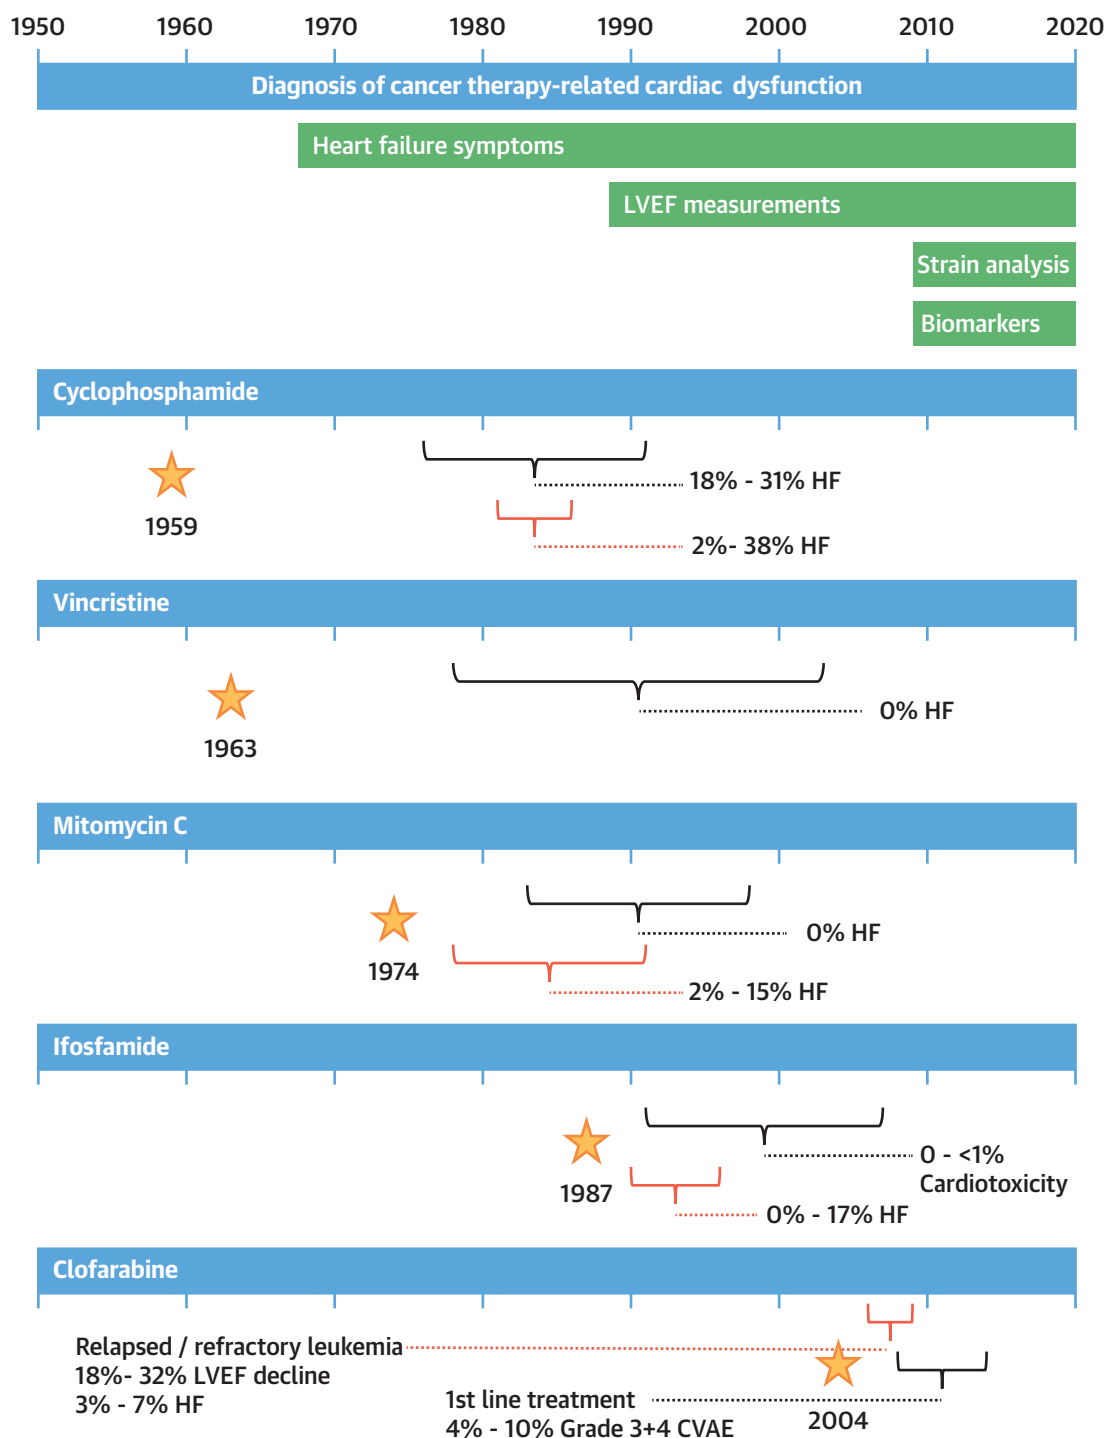 1950 1960 1970 1980 1990 2000 2010 2020
Diagnosis of cancer therapy-related cardiac dysfunction
Heart failure symptoms
LVEF measurements
Strain analysis
Biomarkers
Cyclophosphamide
18% - 31% HF
1959
2%- 38% HF
Vincristine
0% HF
1963
Mitomycin C
0% HF
1974
2% - 15% HF
Ifosfamide
0 - <1%
Cardiotoxicity
1987
0% - 17% HF
Clofarabine
Relapsed / refractory leukemia
18%- 32% LVEF decline
3% - 7% HF
1st line treatment
4% - 10% Grade 3+4 CVAE
2004